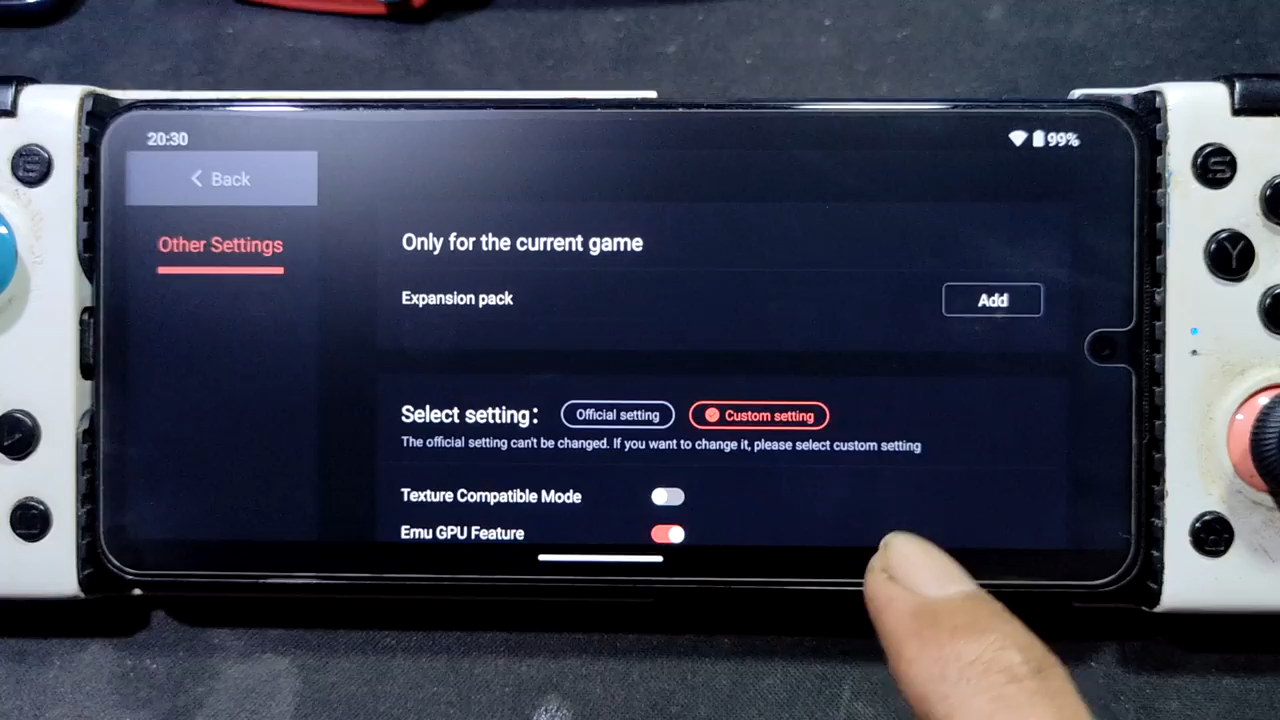 20:30
99%
Back
Other Settings
Only for the current game
Expansion pack
Add
Select setting:
Official setting
Custom setting
The official setting can't be changed. If you want to change it, please select custom setting
Texture Compatible Mode
Emu GPU Feature
S
Y